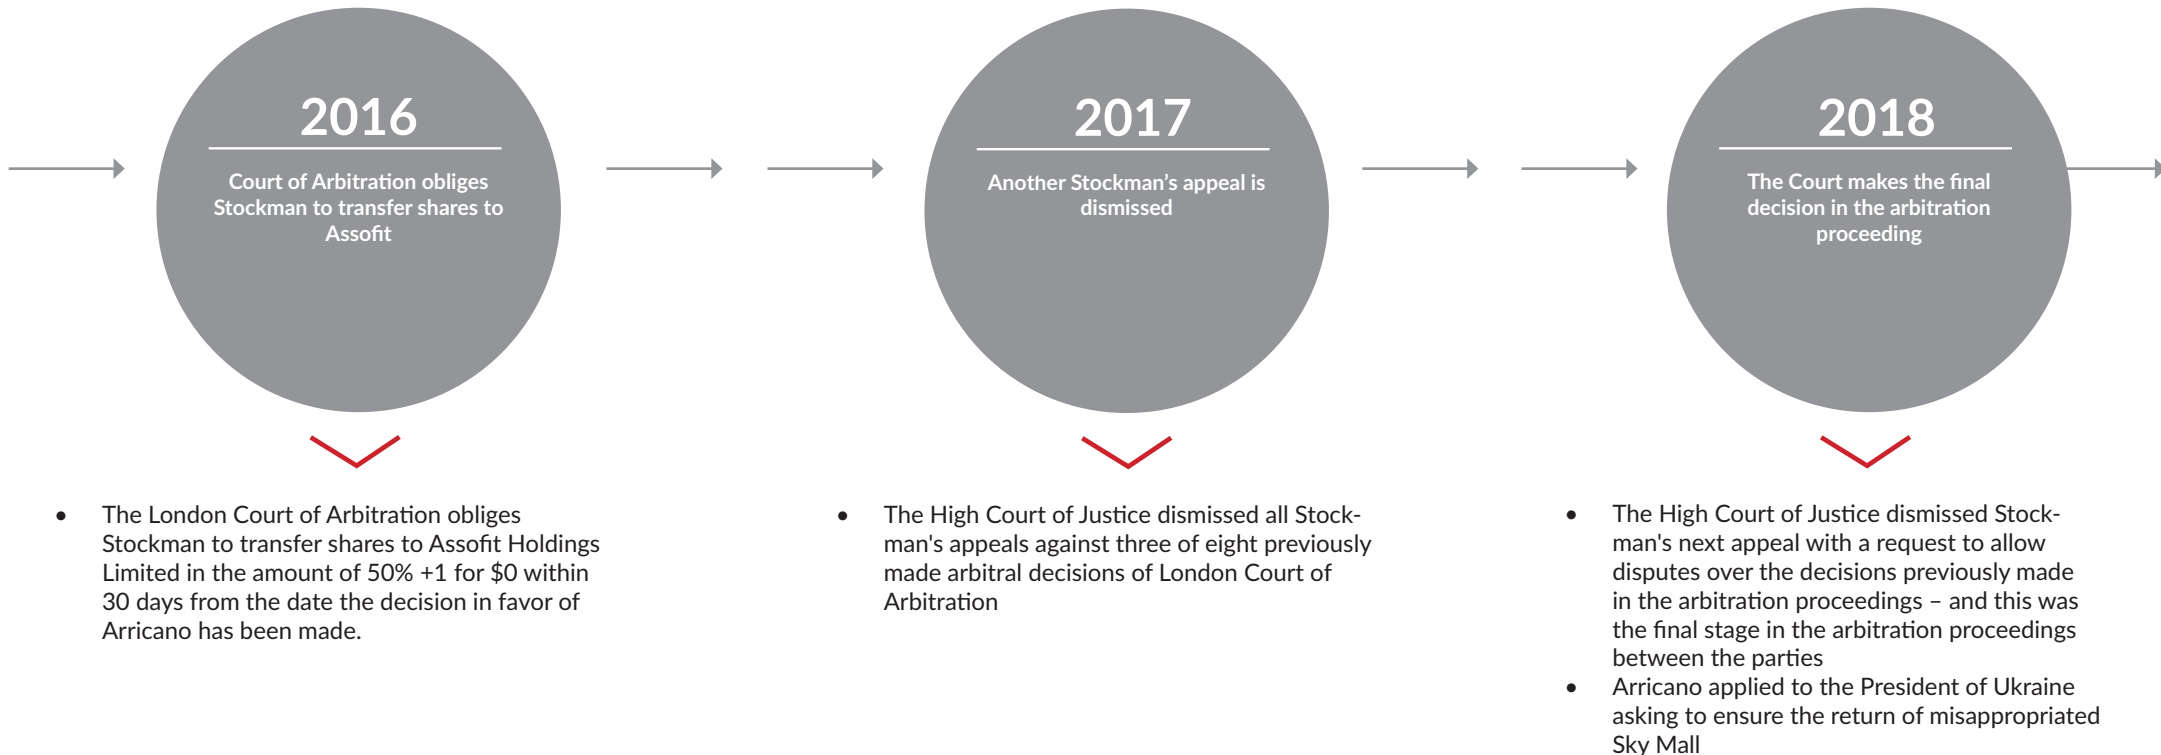 2016
Court of Arbitration obliges
Stockman to transfer shares to
Assofit
2017
Another Stockman's appeal is
dismissed
2018
The Court makes the final
decision in the arbitration
proceeding
• The London Court of Arbitration obliges
Stockman to transfer shares to Assofit Holdings
Limited in the amount of 50% +1 for $0 within
30 days from the date the decision in favor of
Arricano has been made.
• The High Court of Justice dismissed all Stock-
man's appeals against three of eight previously
made arbitral decisions of London Court of
Arbitration
• The High Court of Justice dismissed Stock-
man's next appeal with a request to allow
disputes over the decisions previously made
in the arbitration proceedings – and this was
the final stage in the arbitration proceedings
between the parties
• Arricano applied to the President of Ukraine
asking to ensure the return of misappropriated
Sky Mall